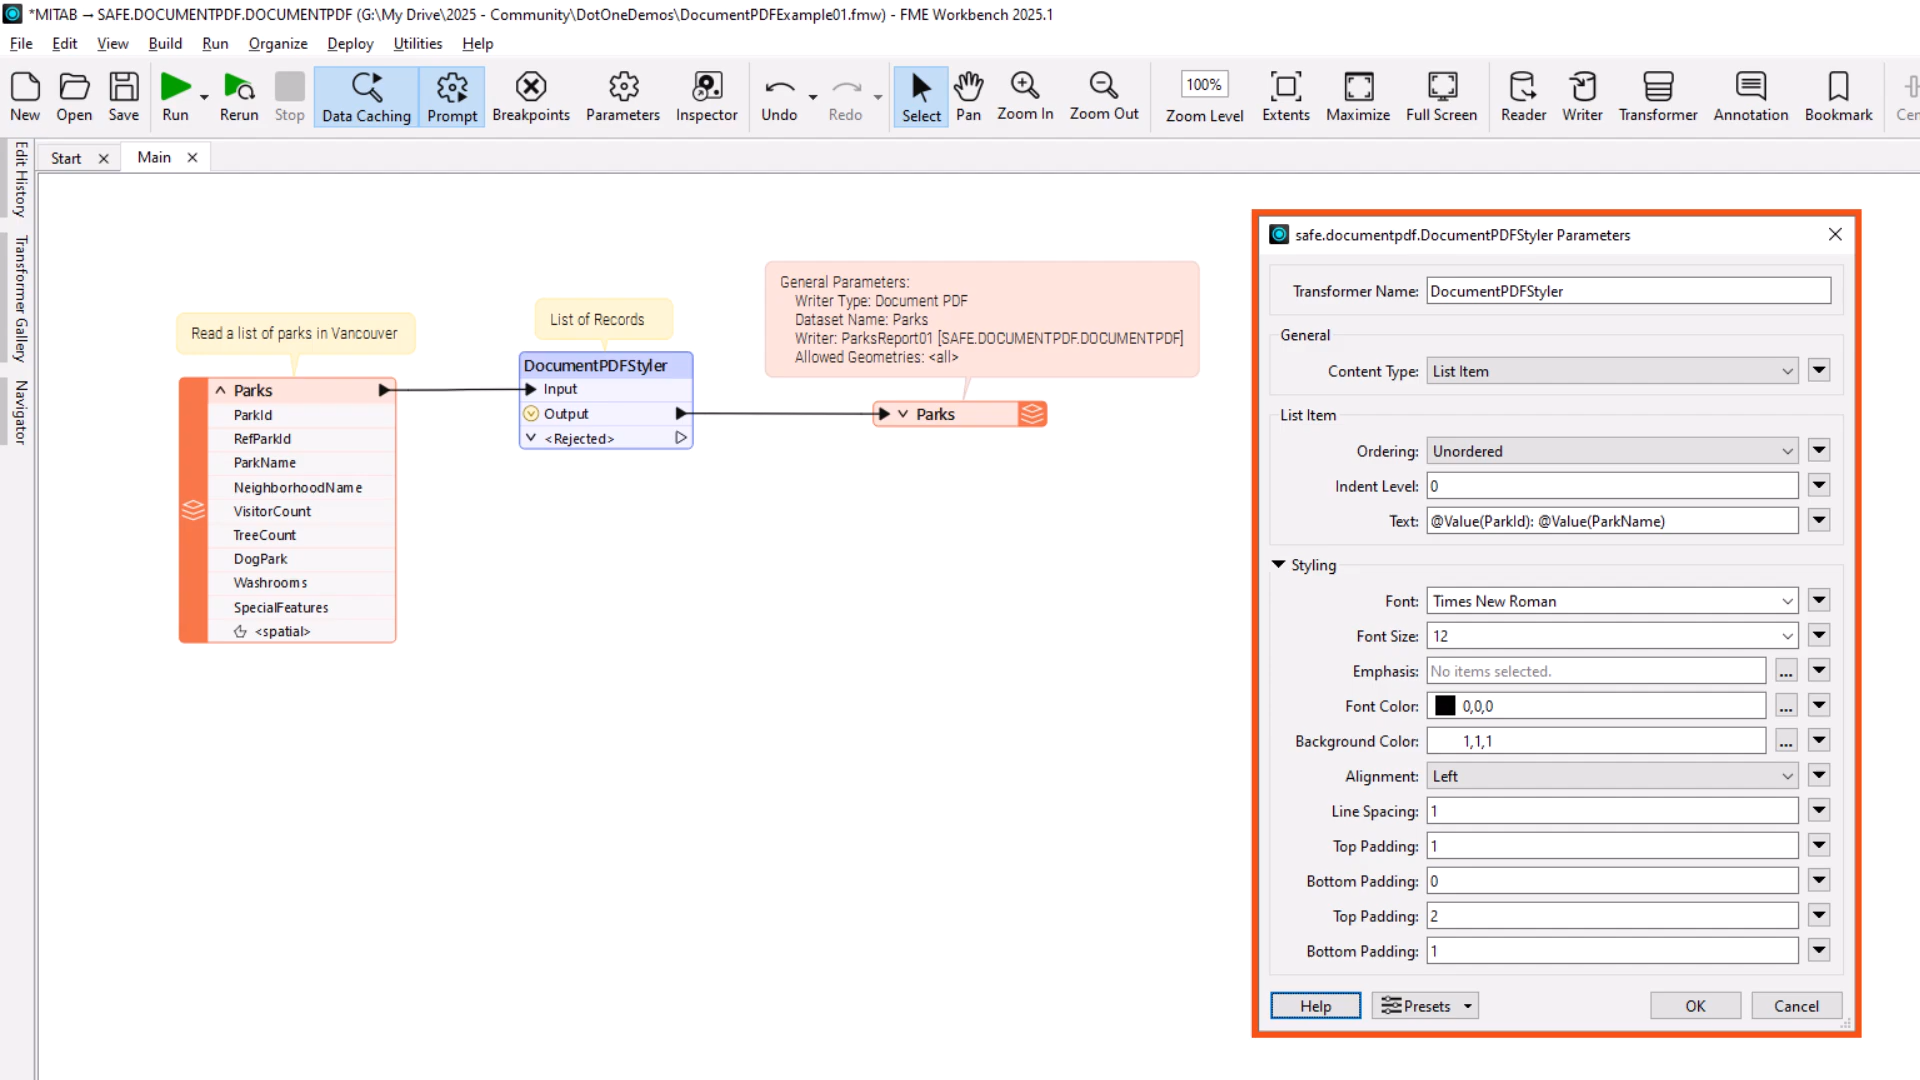 *MITAB → SAFE.DOCUMENTPDF.DOCUMENTPDF (G:\My Drive\2025 - Community\DotOneDemos\DocumentPDFExample01.fmw) - FME Workbench 2025.1
File Edit View Build Run Organize Deploy Utilities Help
100%
New Open Save Run Rerun Stop Data Caching Prompt Breakpoints Parameters Inspector Undo Redo Select Pan Zoom In Zoom Out Zoom Level Extents Maximize Full Screen Reader Writer Transformer Annotation Bookmark
Start Main
Edit History
Transformer Gallery
Navigator
Read a list of parks in Vancouver
Parks
ParkId
RefParkId
ParkName
NeighborhoodName
VisitorCount
TreeCount
DogPark
Washrooms
SpecialFeatures
<spatial>
List of Records
DocumentPDFStyler
Input
Output
<Rejected>
General Parameters:
Writer Type: Document PDF
Dataset Name: Parks
Writer: ParksReport01 [SAFE.DOCUMENTPDF.DOCUMENTPDF]
Allowed Geometries: <all>
Parks
safe.documentpdf.DocumentPDFStyler Parameters
Transformer Name: DocumentPDFStyler
General
Content Type: List Item
List Item
Ordering: Unordered
Indent Level: 0
Text: @Value(ParkId): @Value(ParkName)
Styling
Font: Times New Roman
Font Size: 12
Emphasis: No items selected. ...
Font Color: 0,0,0 ...
Background Color: 1,1,1 ...
Alignment: Left
Line Spacing: 1
Top Padding: 1
Bottom Padding: 0
Top Padding: 2
Bottom Padding: 1
Help Presets OK Cancel